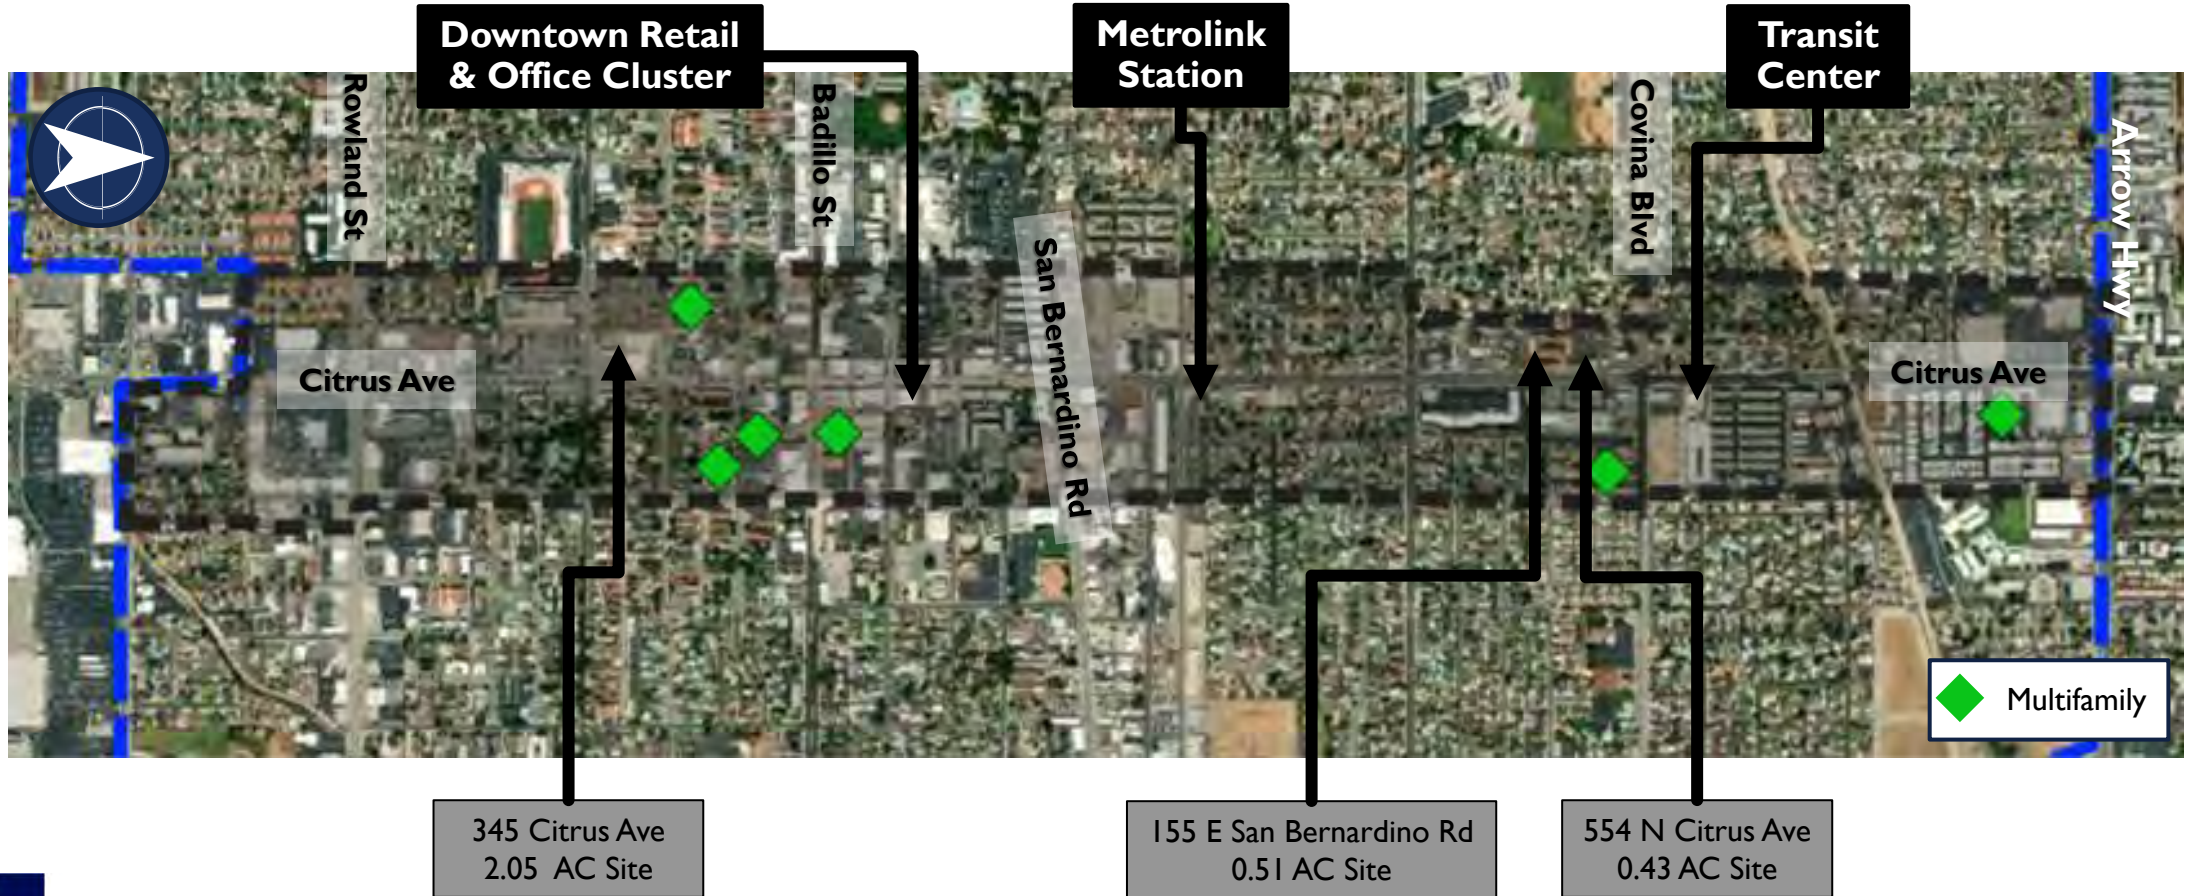 Downtown Retail
& Office Cluster
Metrolink
Station
Transit
Center
Rowland St
Badillo St
San Bernardino Rd
Covina Blvd
Arrow Hwy
Citrus Ave
Citrus Ave
Multifamily
345 Citrus Ave
2.05 AC Site
155 E San Bernardino Rd
0.51 AC Site
554 N Citrus Ave
0.43 AC Site